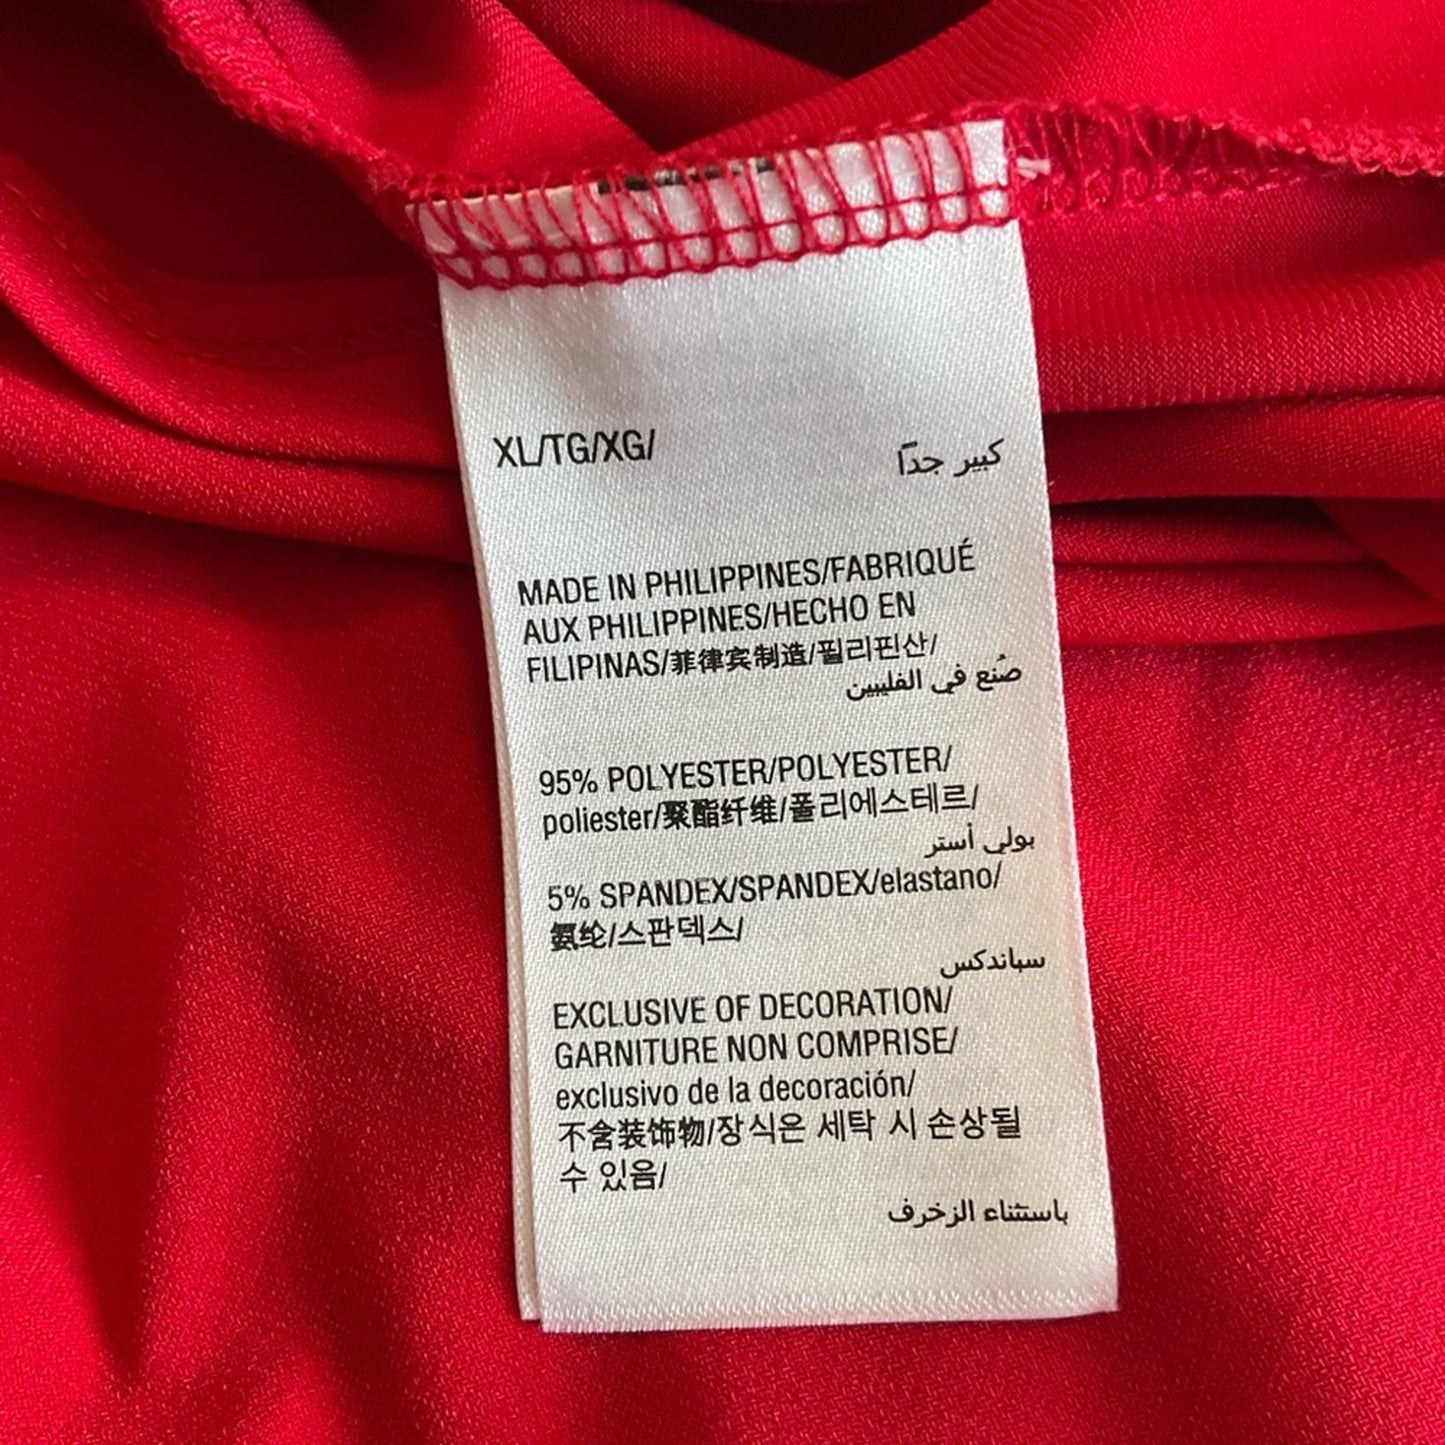 XL/TG/XG/
كبير جدًا
MADE IN PHILIPPINES/FABRIQUÉ
AUX PHILIPPINES/HECHO EN
FILIPINAS/菲律宾制造/필리핀산/
صُنع في الفليبين
95% POLYESTER/POLYESTER/
poliester/聚酯纤维/폴리에스테르/
بولي أستر
5% SPANDEX/SPANDEX/elastano/
氨纶/스판덱스/
سباندكس
EXCLUSIVE OF DECORATION/
GARNITURE NON COMPRISE/
exclusivo de la decoración/
不含装饰物/장식은 세탁 시 손상될
수 있음/
باستثناء الزخرف